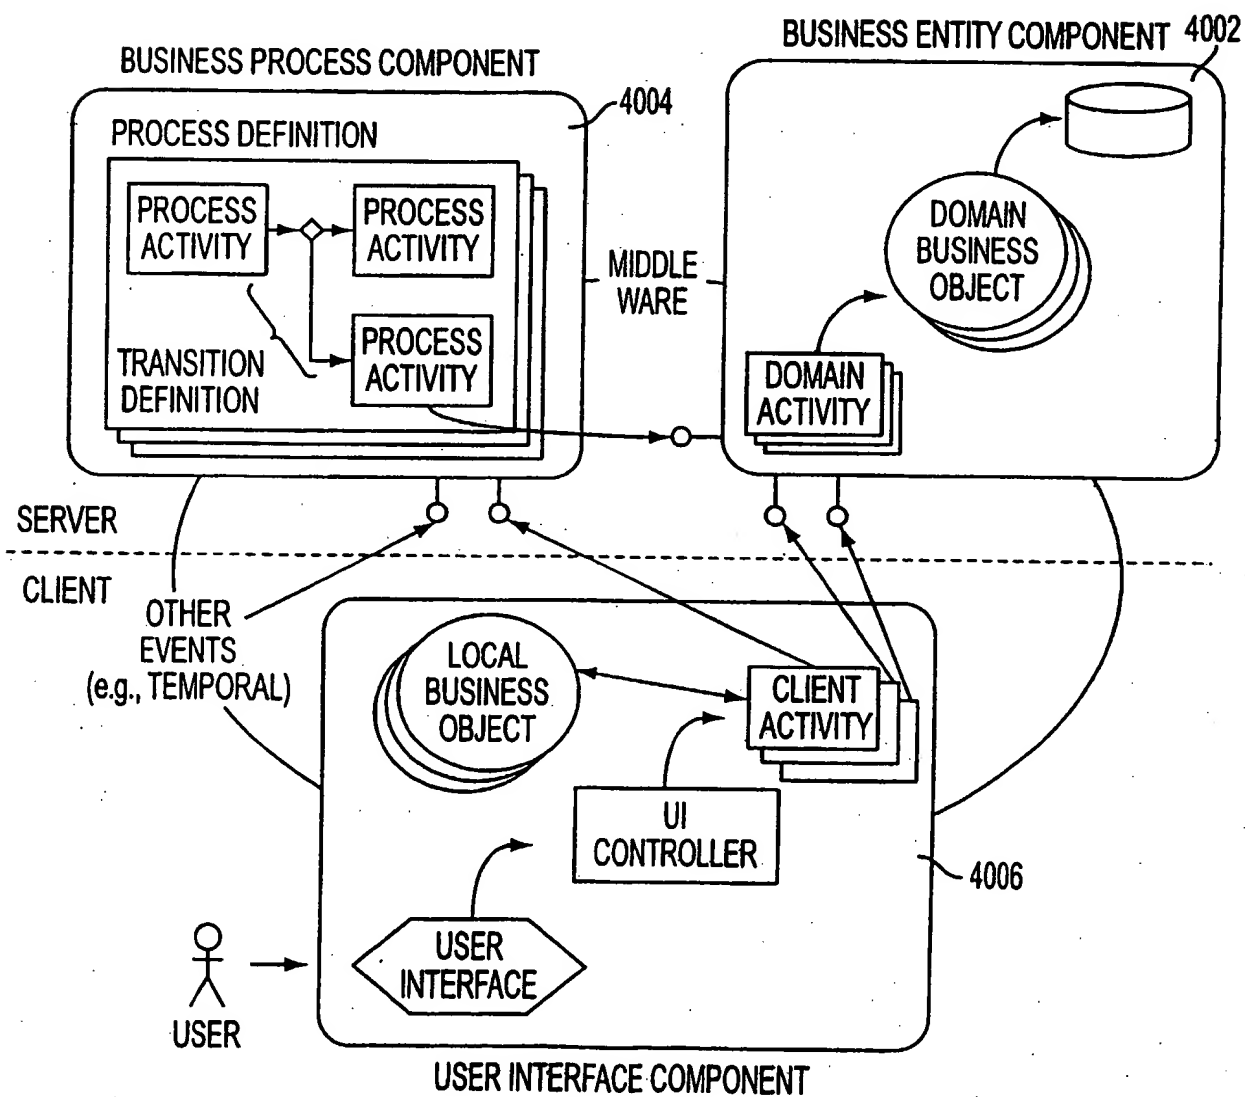 BUSINESS ENTITY COMPONENT
4002
BUSINESS PROCESS COMPONENT
4004
PROCESS DEFINITION
PROCESS
ACTIVITY
PROCESS
ACTIVITY
PROCESS
ACTIVITY
TRANSITION
DEFINITION
MIDDLE
WARE
DOMAIN
BUSINESS
OBJECT
DOMAIN
ACTIVITY
SERVER
CLIENT
OTHER
EVENTS
(e.g., TEMPORAL)
LOCAL
BUSINESS
OBJECT
CLIENT
ACTIVITY
UI
CONTROLLER
4006
USER
INTERFACE
USER
USER INTERFACE COMPONENT